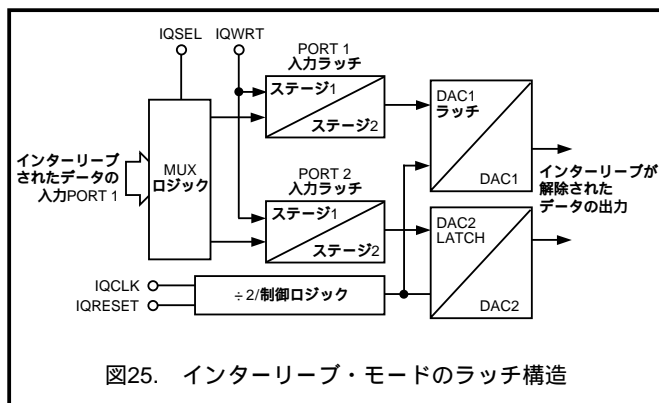 IQSEL
IQWRT
PORT 1
入力ラッチ
ステージ1
ステージ2
DAC1
ラッチ
DAC1
インターリーブ
されたデータの
入力PORT 1
MUX
ロジック
インターリーブが
解除された
データの出力
PORT 2
入力ラッチ
ステージ1
ステージ2
DAC2
LATCH
DAC2
IQCLK
IQRESET
÷2/制御ロジック
図25. インターリーブ・モードのラッチ構造